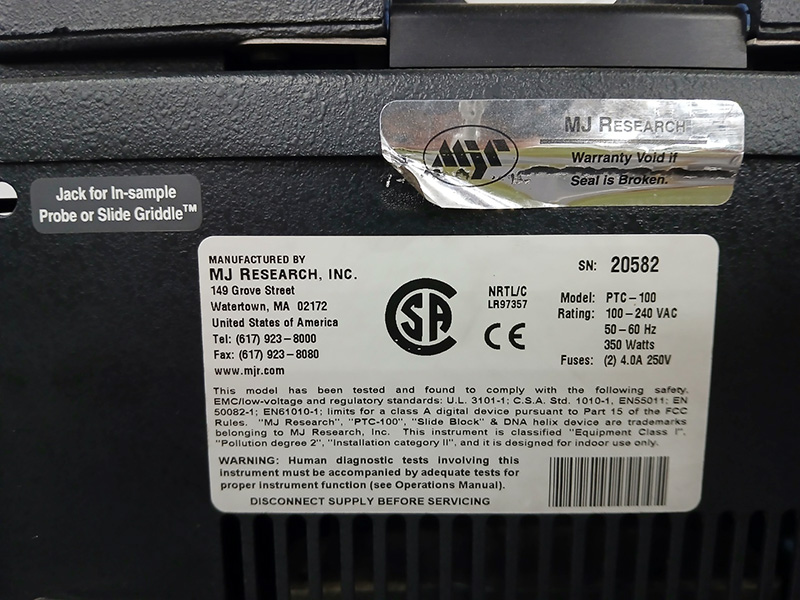 MJR
MJ RESEARCH
Warranty Void if
Seal is Broken.
Jack for In-sample
Probe or Slide Griddle™
MANUFACTURED BY
MJ RESEARCH, INC.
149 Grove Street
Watertown, MA 02172
United States of America
Tel: (617) 923-8000
Fax: (617) 923-8080
www.mjr.com
SA
NRTL/C
LR97357
CE
SN: 20582
Model: PTC-100
Rating: 100-240 VAC
50-60 Hz
350 Watts
Fuses: (2) 4.0A 250V
This model has been tested and found to comply with the following safety,
EMC/low-voltage and regulatory standards: U.L. 3101-1; C.S.A. Std. 1010-1, EN55011; EN
50082-1; EN61010-1; limits for a class A digital device pursuant to Part 15 of the FCC
Rules. "MJ Research", "PTC-100", "Slide Block" & DNA helix device are trademarks
belonging to MJ Research, Inc. This instrument is classified "Equipment Class I",
"Pollution degree 2", "Installation category II", and it is designed for indoor use only.
WARNING: Human diagnostic tests involving this
instrument must be accompanied by adequate tests for
proper instrument function (see Operations Manual).
DISCONNECT SUPPLY BEFORE SERVICING